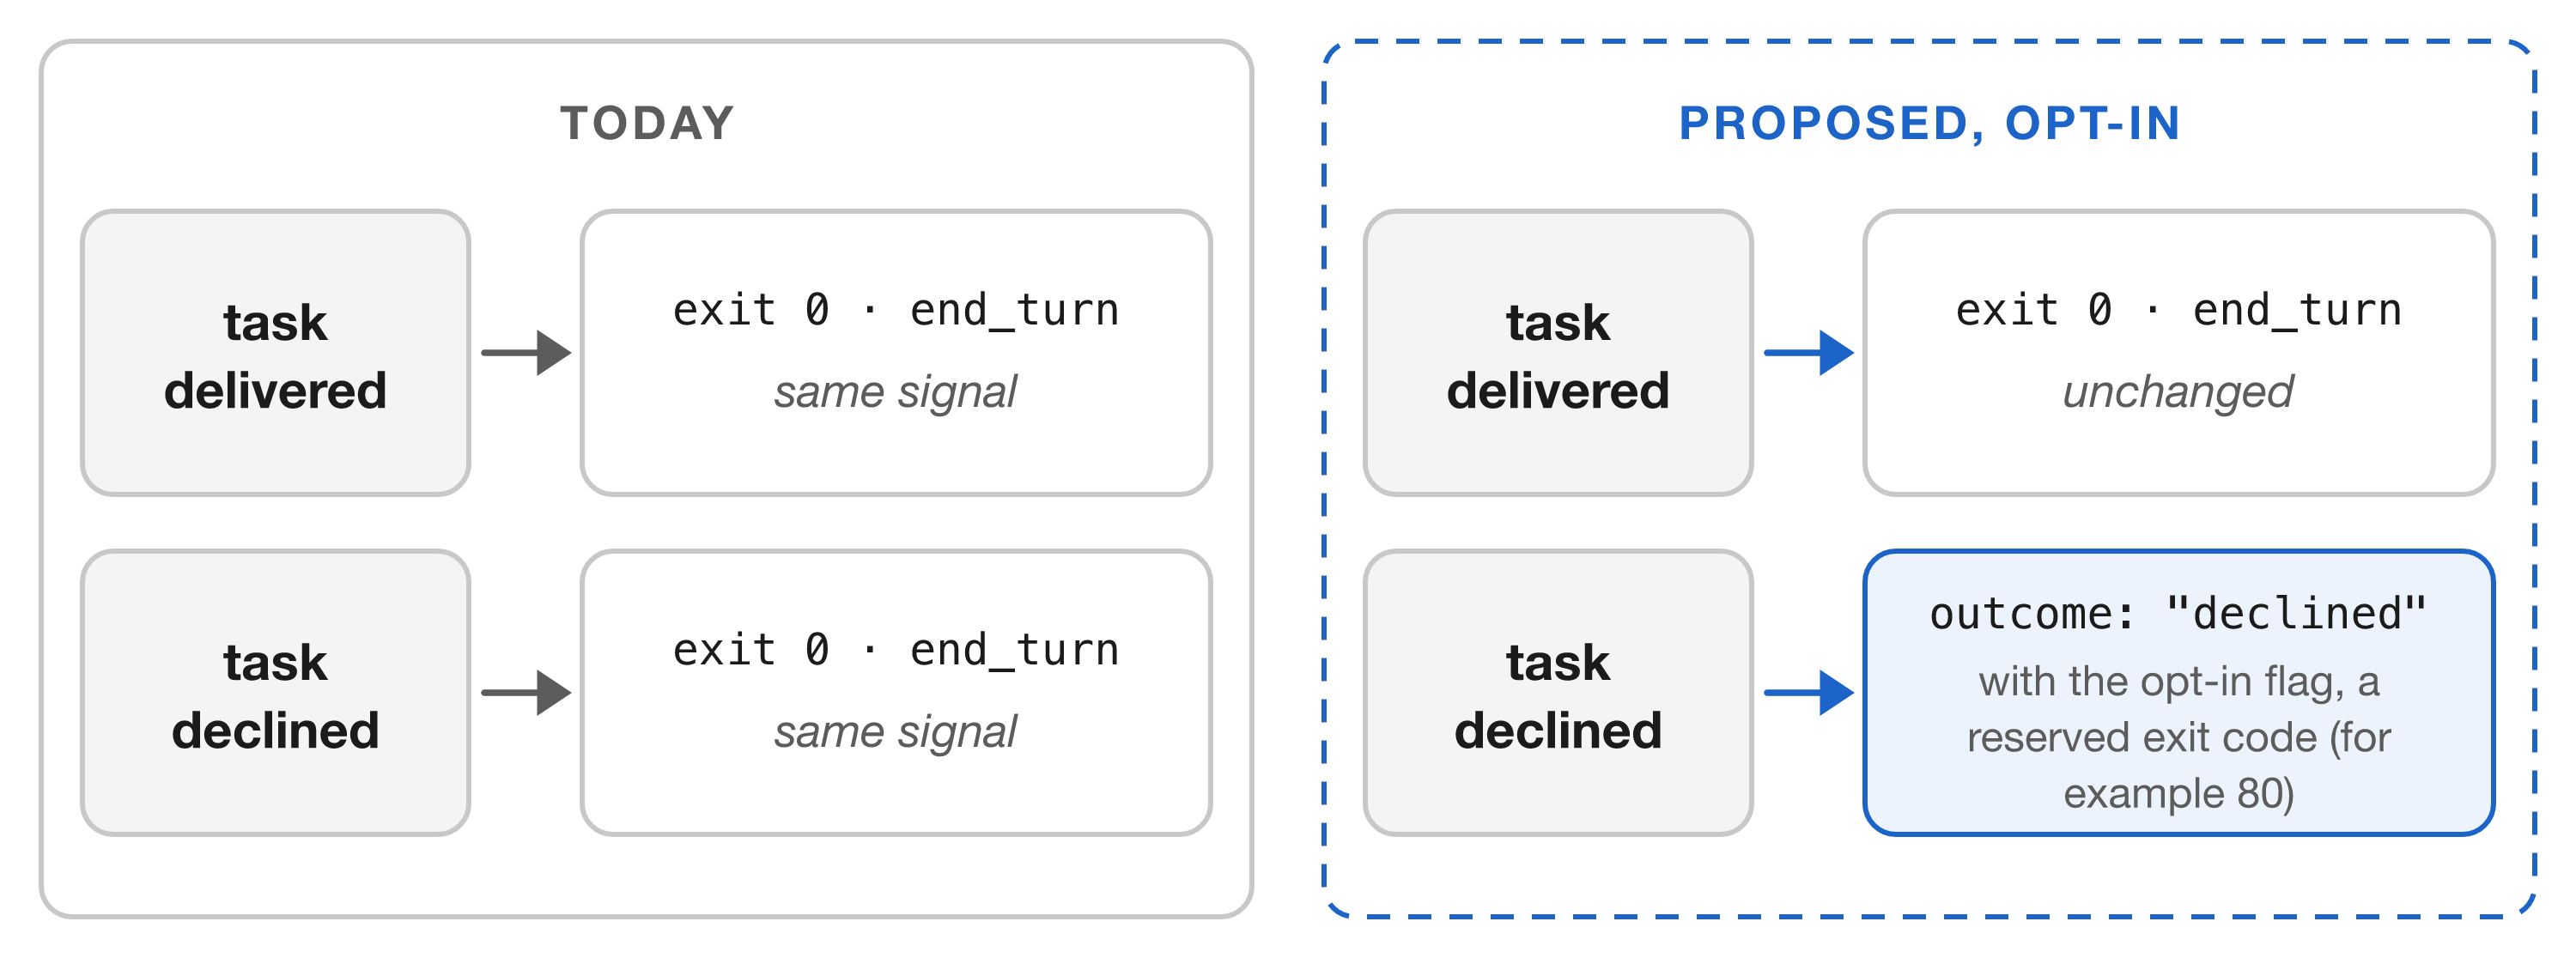 TODAY
task
delivered
exit 0 · end_turn
same signal
task
declined
exit 0 · end_turn
same signal
PROPOSED, OPT-IN
task
delivered
exit 0 · end_turn
unchanged
task
declined
outcome: "declined"
with the opt-in flag, a
reserved exit code (for
example 80)